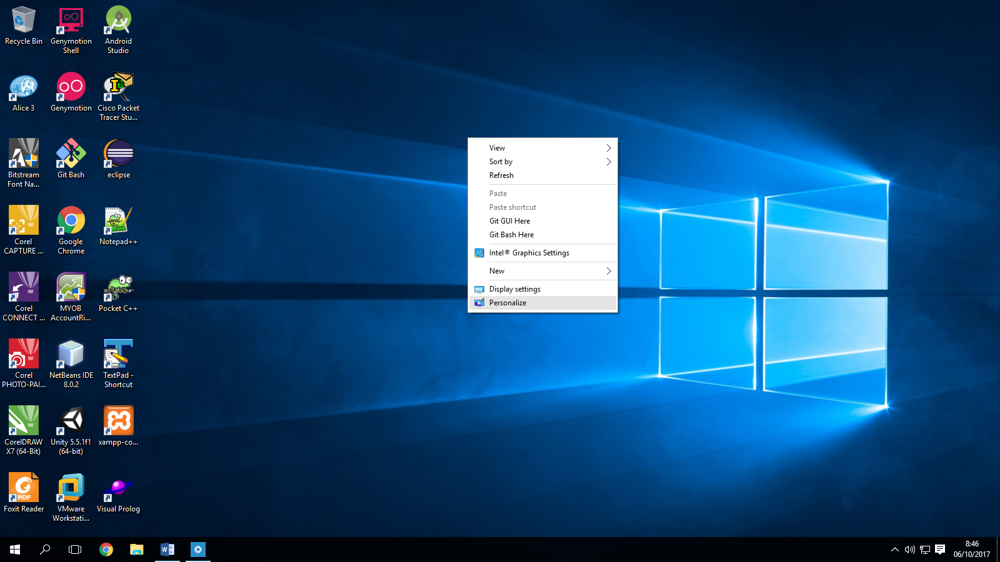 Recycle Bin
Genymotion
Shell
Android
Studio
Alice 3
Genymotion
Cisco Packet
Tracer Stu...
Bitstream
Font Na...
Git Bash
eclipse
Corel
CAPTURE ...
Google
Chrome
Notepad++
Corel
CONNECT ...
MYOB
AccountRi...
Pocket C++
Corel
PHOTO-PAI...
NetBeans IDE
8.0.2
TextPad -
Shortcut
CorelDRAW
X7 (64-Bit)
Unity 5.5.1f1
(64-bit)
xampp-co...
PDF
Foxit Reader
VMware
Workstati...
Visual Prolog
View
Sort by
Refresh
Paste
Paste shortcut
Git GUI Here
Git Bash Here
Intel® Graphics Settings
New
Display settings
Personalize
8:46
06/10/2017